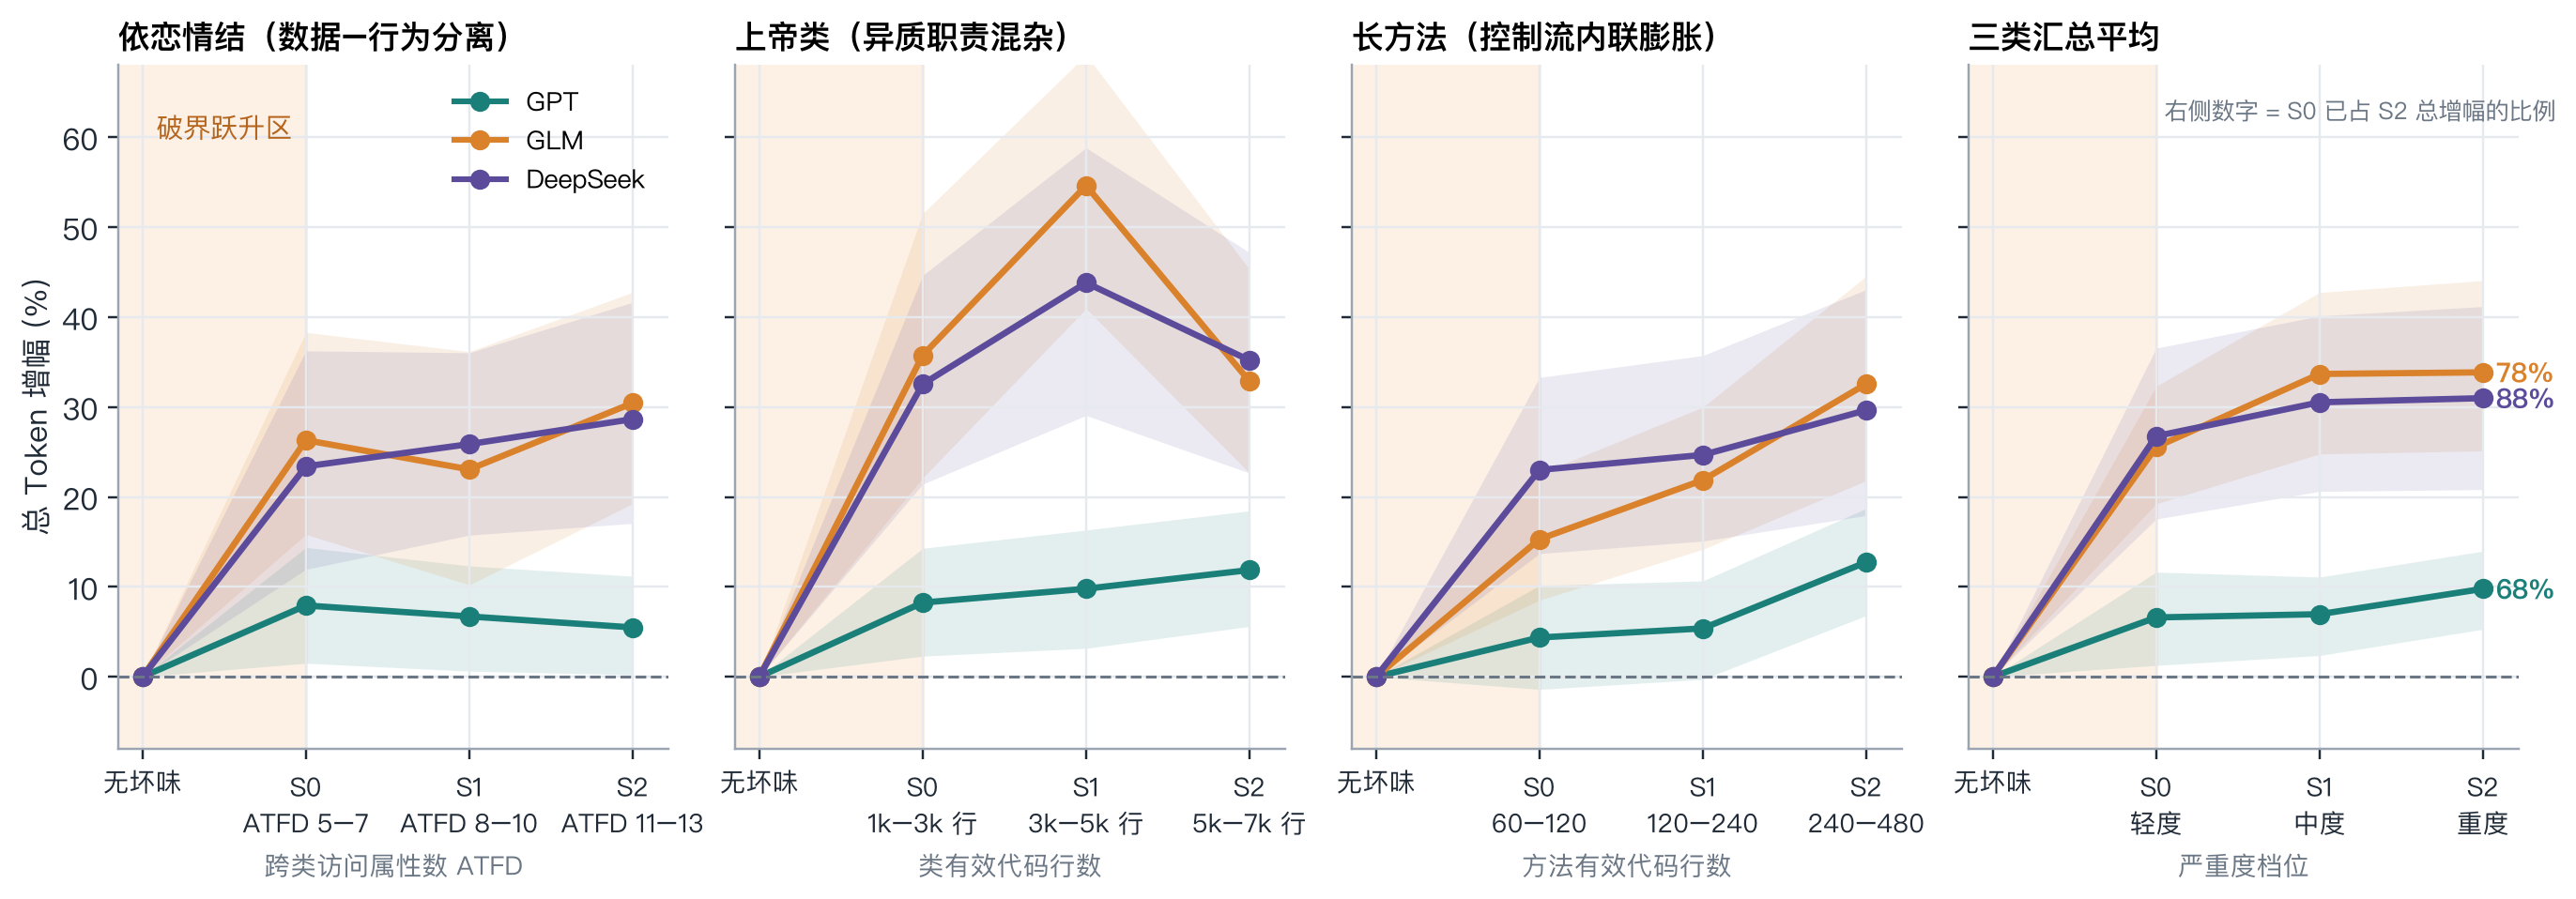 依恋情结（数据—行为分离）
上帝类（异质职责混杂）
长方法（控制流内联膨胀）
三类汇总平均
破界跃升区
GPT
GLM
DeepSeek
右侧数字 = S0 已占 S2 总增幅的比例
总 Token 增幅 (%)
60
50
40
30
20
10
0
78%
88%
68%
无坏味 S0 S1 S2
ATFD 5—7 ATFD 8—10 ATFD 11—13
跨类访问属性数 ATFD
无坏味 S0 S1 S2
1k—3k 行 3k—5k 行 5k—7k 行
类有效代码行数
无坏味 S0 S1 S2
60—120 120—240 240—480
方法有效代码行数
无坏味 S0 S1 S2
轻度 中度 重度
严重度档位